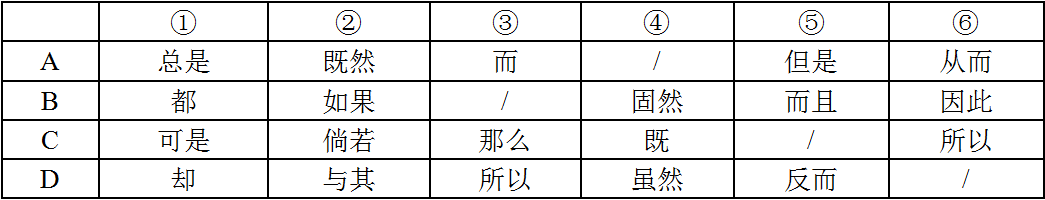 ① ② ③ ④ ⑤ ⑥
A 总是 既然 而 / 但是 从而
B 都 如果 / 固然 而且 因此
C 可是 倘若 那么 既 / 所以
D 却 与其 所以 虽然 反而 /